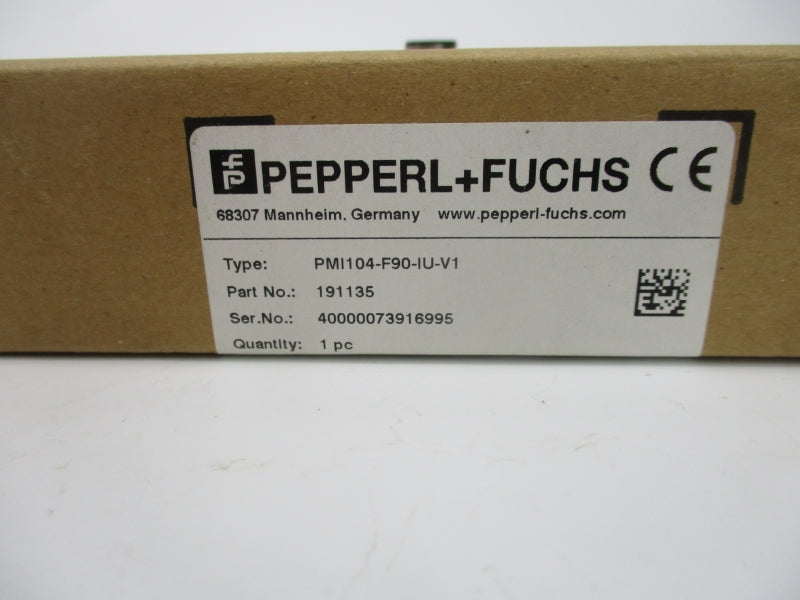 PEPPERL+FUCHS CE
68307 Mannheim, Germany www.pepperl-fuchs.com
Type: PMI104-F90-IU-V1
Part No.: 191135
Ser.No.: 40000073916995
Quantity: 1 pc